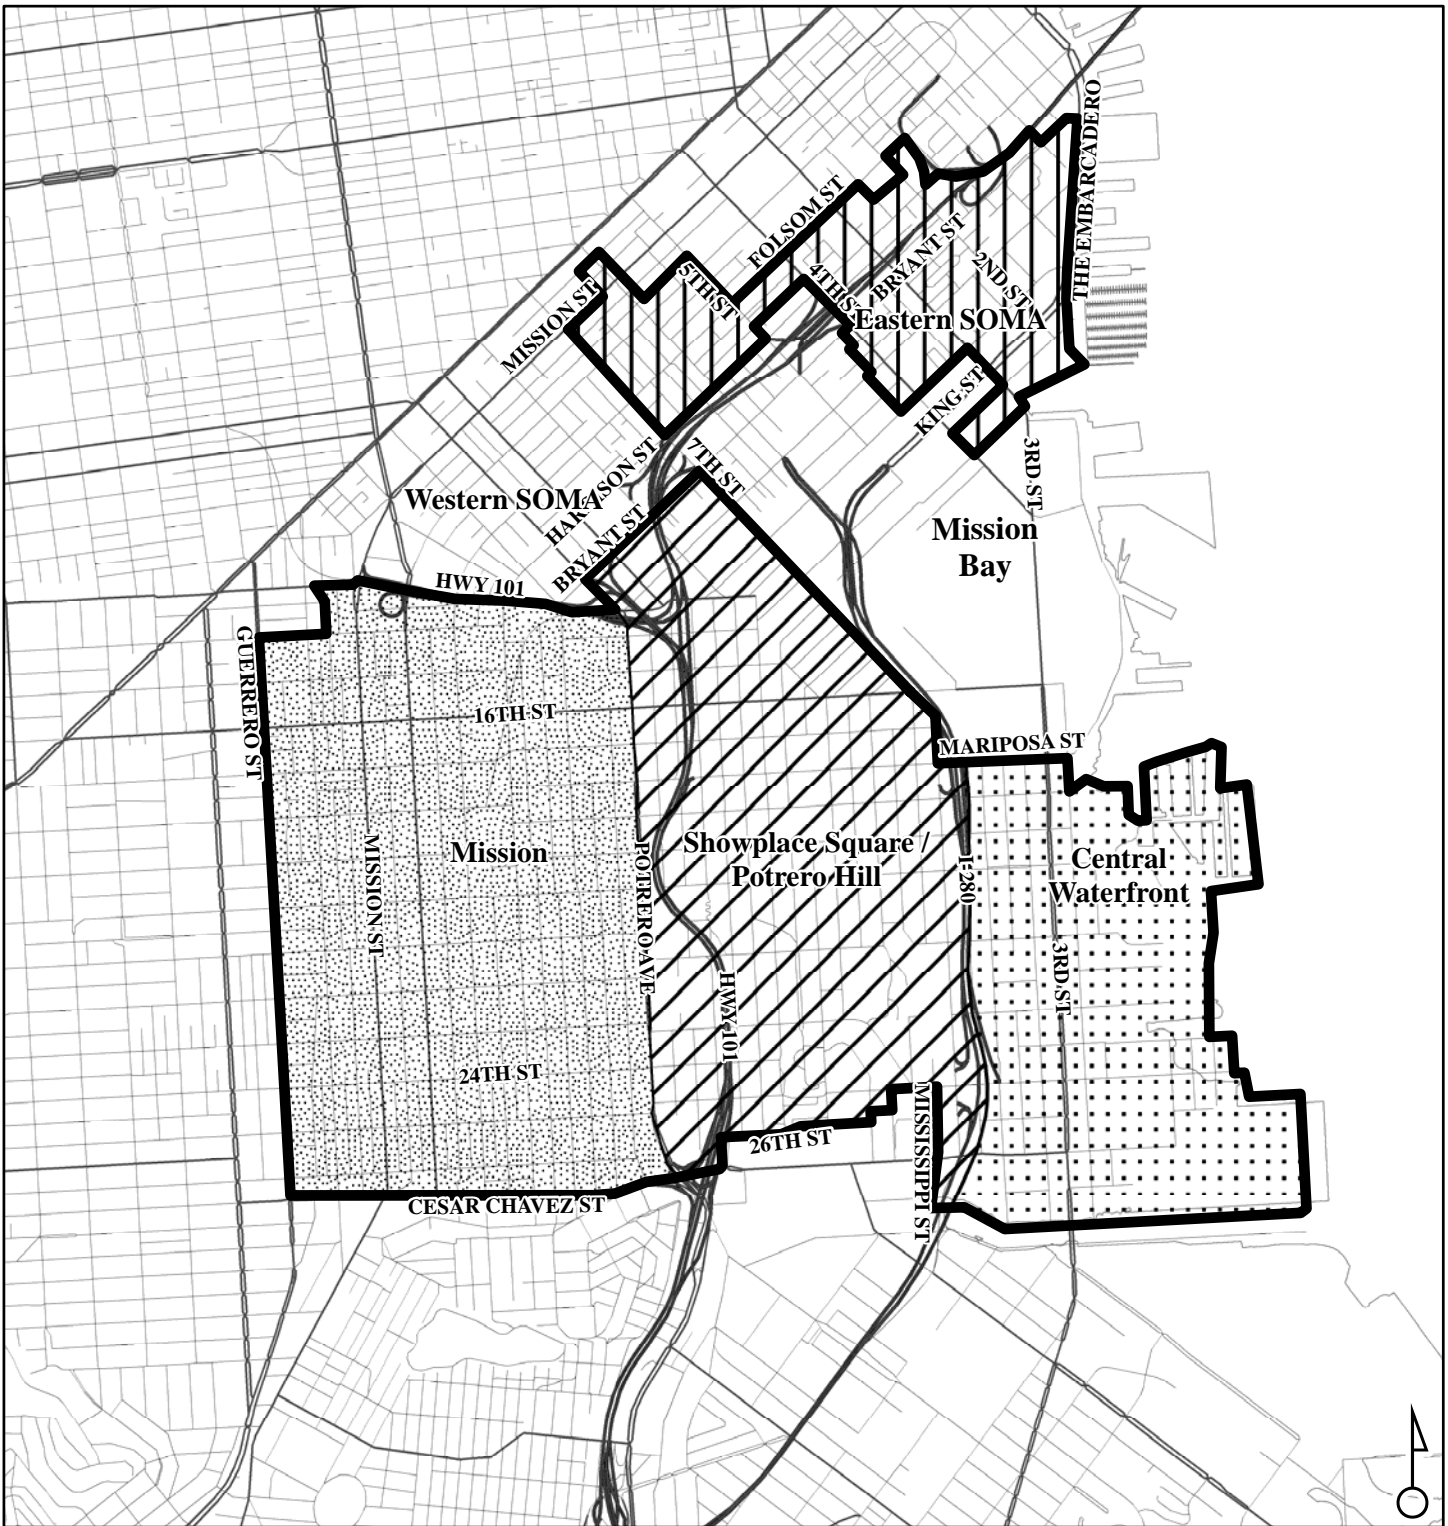 THE EMBARCADERO
FOLSOM ST
BRYANT ST
2ND ST
4TH ST
5TH ST
MISSION ST
Eastern SOMA
KING ST
3RD ST
HARRISON ST
7TH ST
Western SOMA
BRYANT ST
Mission
Bay
HWY 101
GUERRERO ST
16TH ST
MARIPOSA ST
MISSION ST
Mission
POTRERO AVE
Showplace Square /
Potrero Hill
I-280
Central
Waterfront
3RD ST
HWY 101
24TH ST
26TH ST
MISSISSIPPI ST
CESAR CHAVEZ ST